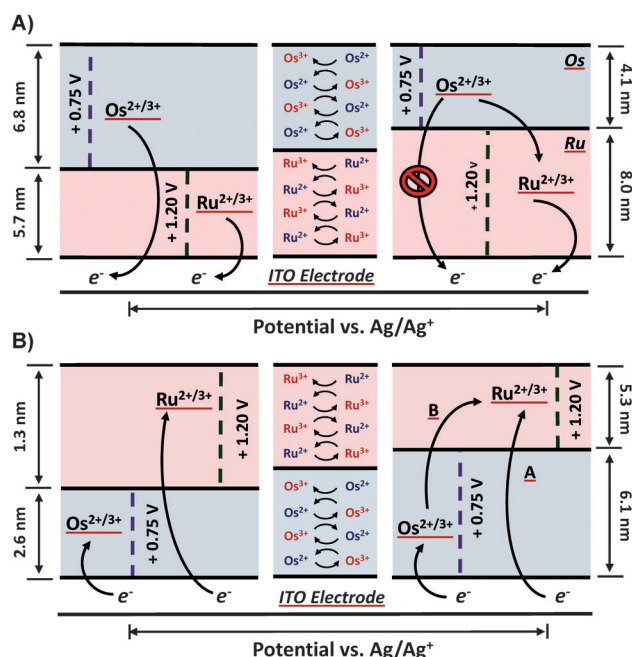 A)
6.8 nm
5.7 nm
+ 0.75 V
Os2+/3+
+ 1.20 V
Ru2+/3+
e-
e-
Os3+ Os2+
Os2+ Os3+
Os3+ Os2+
Os2+ Os3+
Ru3+ Ru2+
Ru2+ Ru3+
Ru3+ Ru2+
Ru2+ Ru3+
ITO Electrode
+ 0.75 V
Os
Os2+/3+
Ru
+ 1.20 V
Ru2+/3+
e-
e-
4.1 nm
8.0 nm
Potential vs. Ag/Ag+
B)
1.3 nm
2.6 nm
Ru2+/3+
+ 1.20 V
Os2+/3+
+ 0.75 V
e-
e-
Ru3+ Ru2+
Ru2+ Ru3+
Ru3+ Ru2+
Ru2+ Ru3+
Os3+ Os2+
Os2+ Os3+
Os3+ Os2+
Os2+ Os3+
ITO Electrode
Ru2+/3+
B
+ 1.20 V
A
Os2+/3+
+ 0.75 V
e-
e-
5.3 nm
6.1 nm
Potential vs. Ag/Ag+